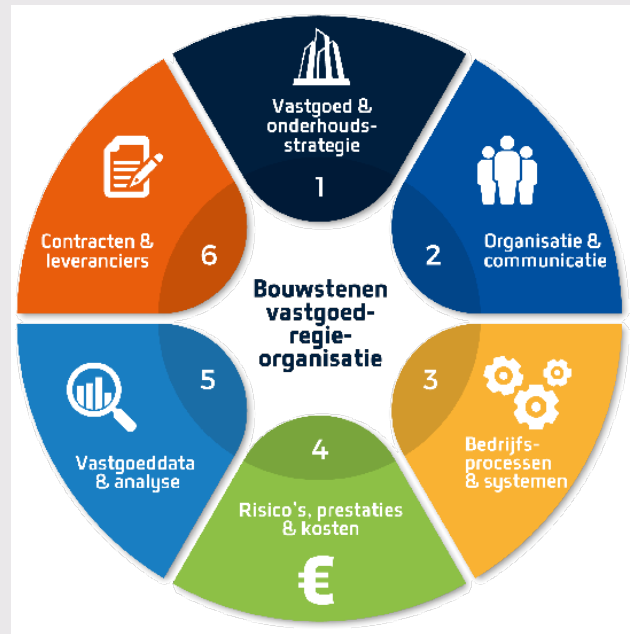 Vastgoed &
onderhouds-
strategie
1
Organisatie &
communicatie
2
3
Bedrijfs-
processen
& systemen
4
Risico's, prestaties
& kosten
€
5
Vastgoeddata
& analyse
Contracten &
leveranciers
6
Bouwstenen
vastgoed-
regie-
organisatie